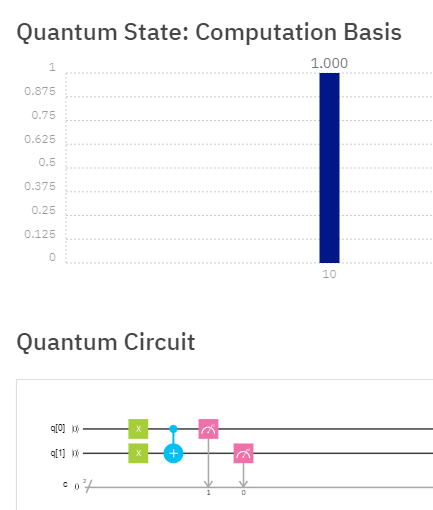 Quantum State: Computation Basis
1.000
1
0.875
0.75
0.625
0.5
0.375
0.25
0.125
0
10
Quantum Circuit
q[0] |0⟩ X
q[1] |0⟩ X +
c 0 2
1 0